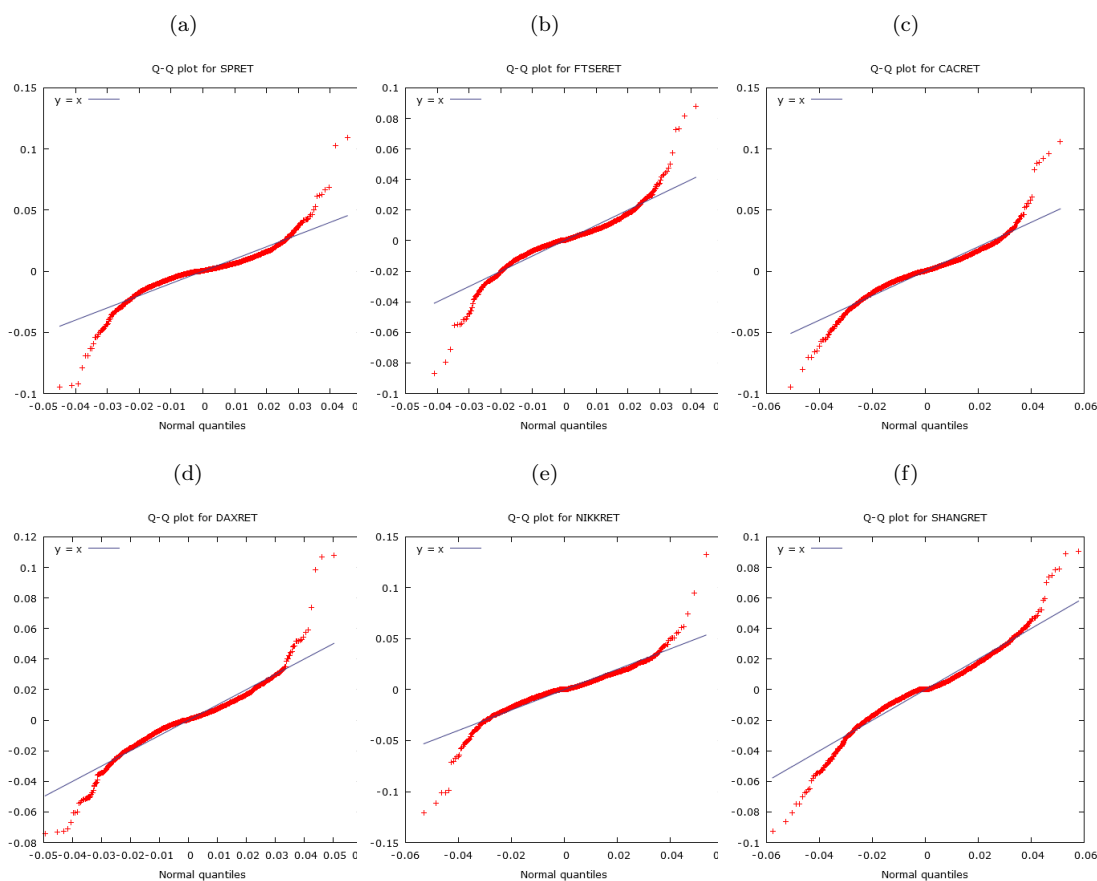 (a)
Q-Q plot for SPRET
0.15
y = x
0.1
0.05
0
-0.05
-0.1
-0.05 -0.04 -0.03 -0.02 -0.01 0 0.01 0.02 0.03 0.04
Normal quantiles
(b)
Q-Q plot for FTSERET
0.1
y = x
0.08
0.06
0.04
0.02
0
-0.02
-0.04
-0.06
-0.08
-0.1
-0.05 -0.04 -0.03 -0.02 -0.01 0 0.01 0.02 0.03 0.04
Normal quantiles
(c)
Q-Q plot for CACRET
0.15
y = x
0.1
0.05
0
-0.05
-0.1
-0.06 -0.04 -0.02 0 0.02 0.04 0.06
Normal quantiles
(d)
Q-Q plot for DAXRET
0.12
y = x
0.1
0.08
0.06
0.04
0.02
0
-0.02
-0.04
-0.06
-0.08
-0.05 -0.04 -0.03 -0.02 -0.01 0 0.01 0.02 0.03 0.04 0.05
Normal quantiles
(e)
Q-Q plot for NIKKRET
0.15
y = x
0.1
0.05
0
-0.05
-0.1
-0.15
-0.06 -0.04 -0.02 0 0.02 0.04
Normal quantiles
(f)
Q-Q plot for SHANGRET
0.1
y = x
0.08
0.06
0.04
0.02
0
-0.02
-0.04
-0.06
-0.08
-0.1
-0.06 -0.04 -0.02 0 0.02 0.04 0.06
Normal quantiles